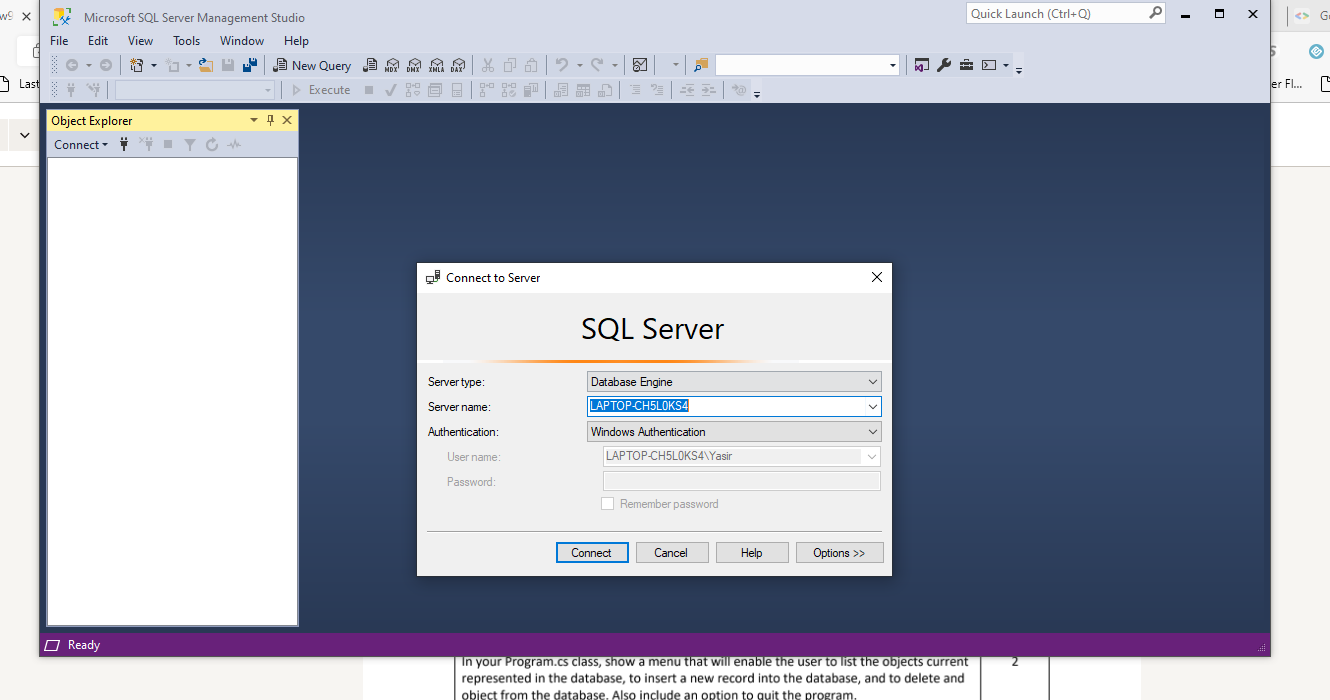 w9
Microsoft SQL Server Management Studio
Quick Launch (Ctrl+Q)
File Edit View Tools Window Help
New Query MDX DMX XMLA DAX
Last
Execute
er Fl...
Object Explorer
Connect
Connect to Server
SQL Server
Server type: Database Engine
Server name: LAPTOP-CH5L0KS4
Authentication: Windows Authentication
User name: LAPTOP-CH5L0KS4\Yasir
Password:
Remember password
Connect Cancel Help Options >>
Ready
In your Program.cs class, show a menu that will enable the user to list the objects current 2
represented in the database, to insert a new record into the database, and to delete and
object from the database. Also include an option to quit the program.